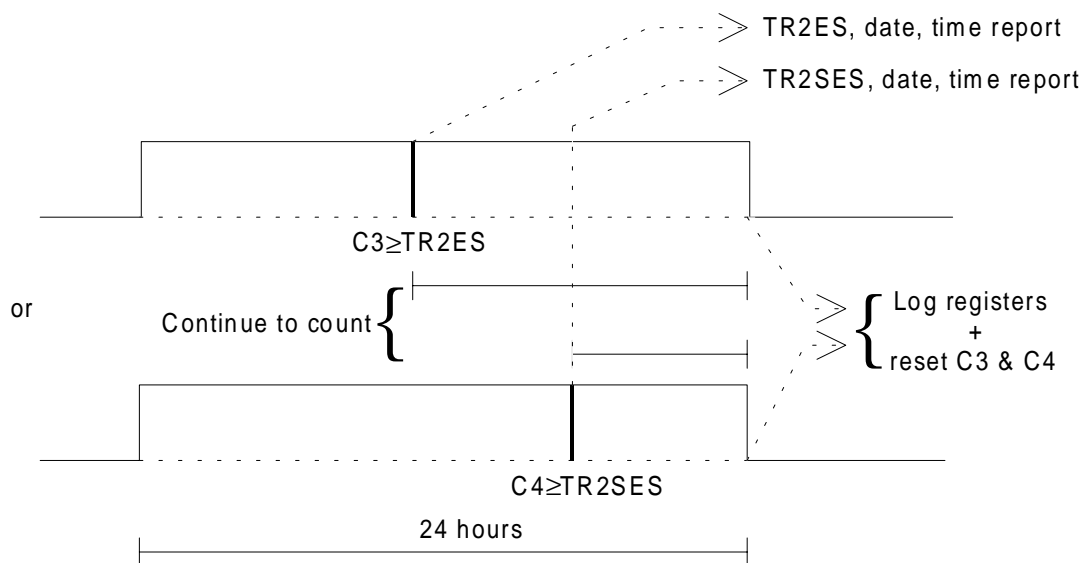 TR2ES, date, time report
TR2SES, date, time report
C3≥TR2ES
or
Continue to count {
{ Log registers
+
reset C3 & C4
C4≥TR2SES
24 hours